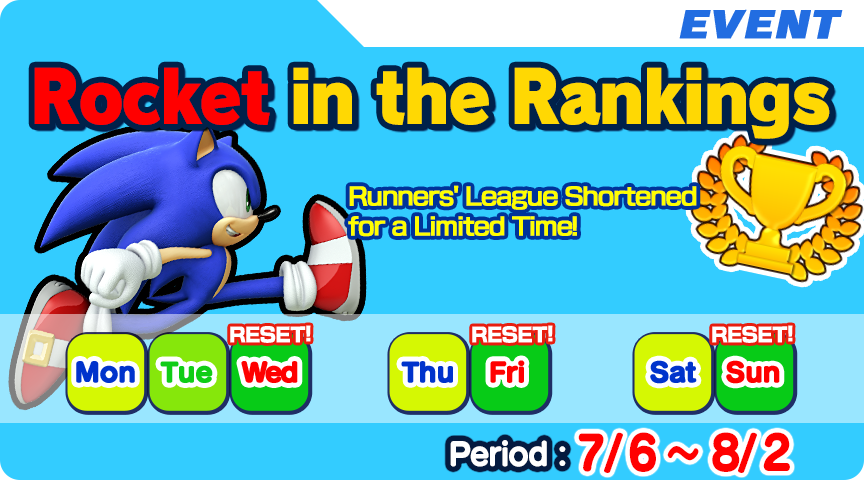 EVENT
Rocket in the Rankings
Runners' League Shortened
for a Limited Time!
RESET! RESET! RESET!
Mon Tue Wed Thu Fri Sat Sun
Period : 7/6 ~ 8/2